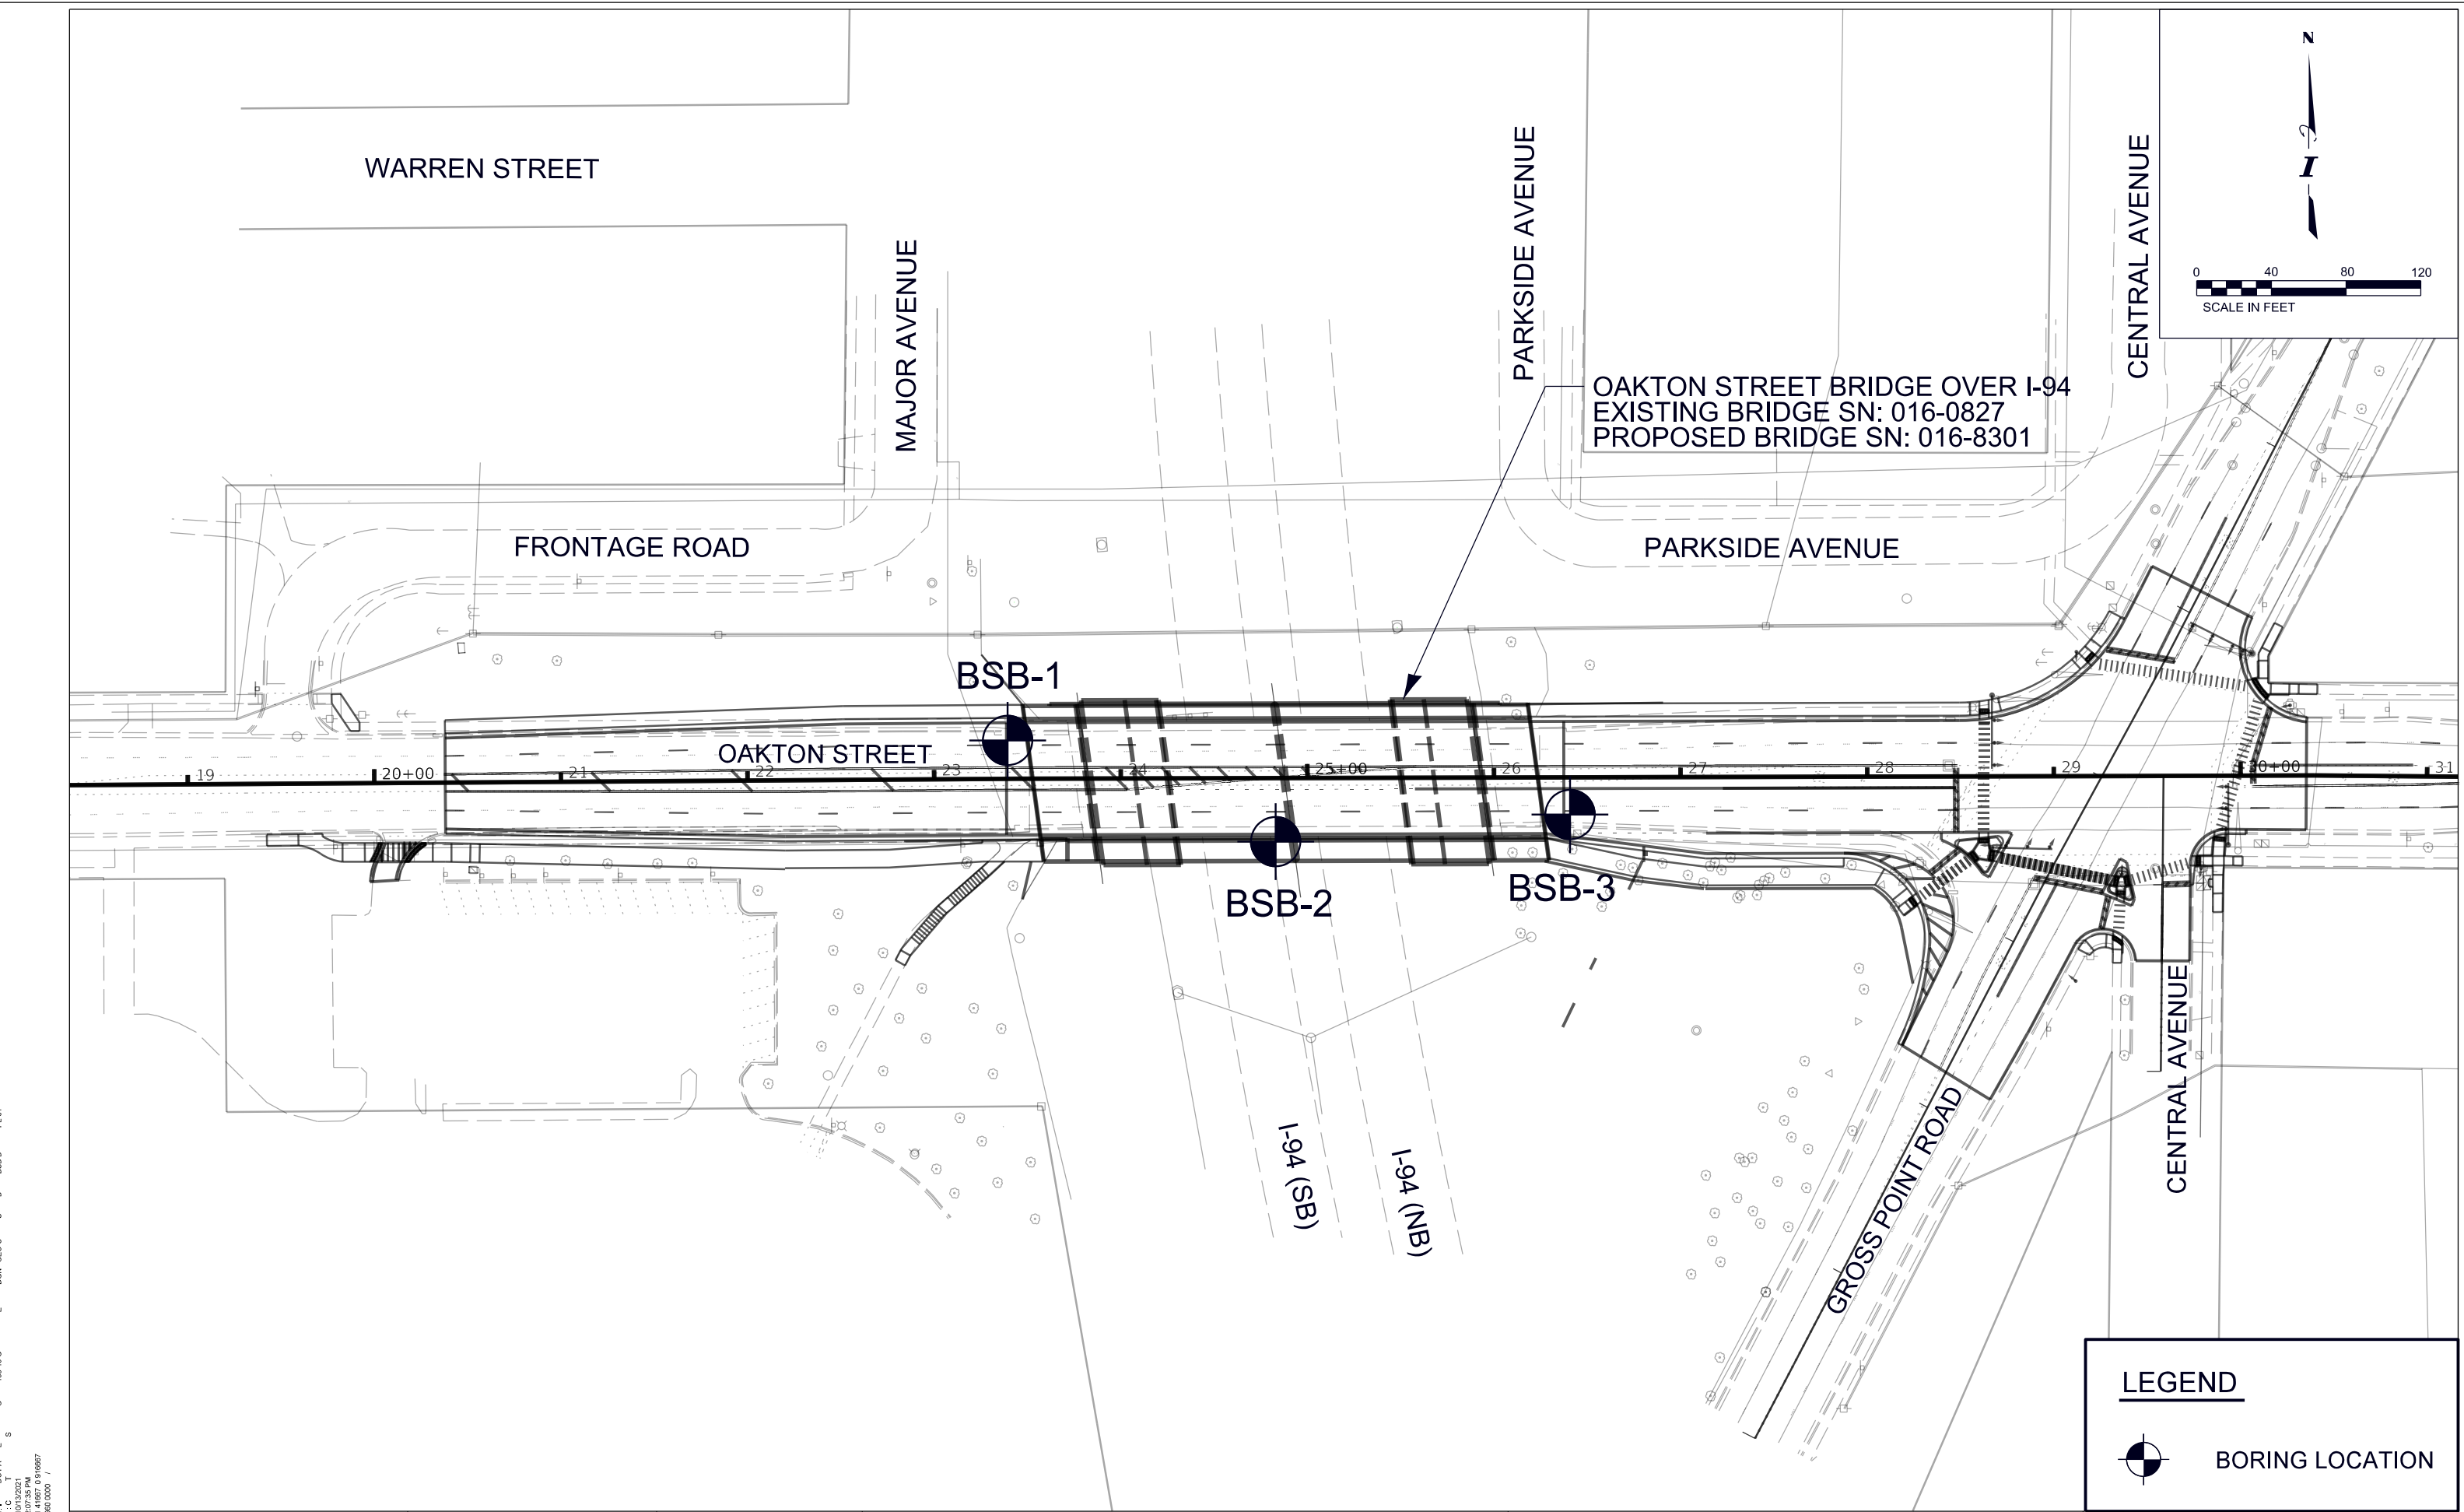 N
I
CENTRAL AVENUE
0 40 80 120
SCALE IN FEET
WARREN STREET
PARKSIDE AVENUE
MAJOR AVENUE
OAKTON STREET BRIDGE OVER I-94
EXISTING BRIDGE SN: 016-0827
PROPOSED BRIDGE SN: 016-8301
FRONTAGE ROAD
PARKSIDE AVENUE
BSB-1
OAKTON STREET
19 20+00 21 22 23 24 25+00 26 27 28 29 30+00 31
BSB-2
BSB-3
CENTRAL AVENUE
I-94 (SB)
I-94 (NB)
GROSS POINT ROAD
LEGEND
BORING LOCATION
10/13/2021